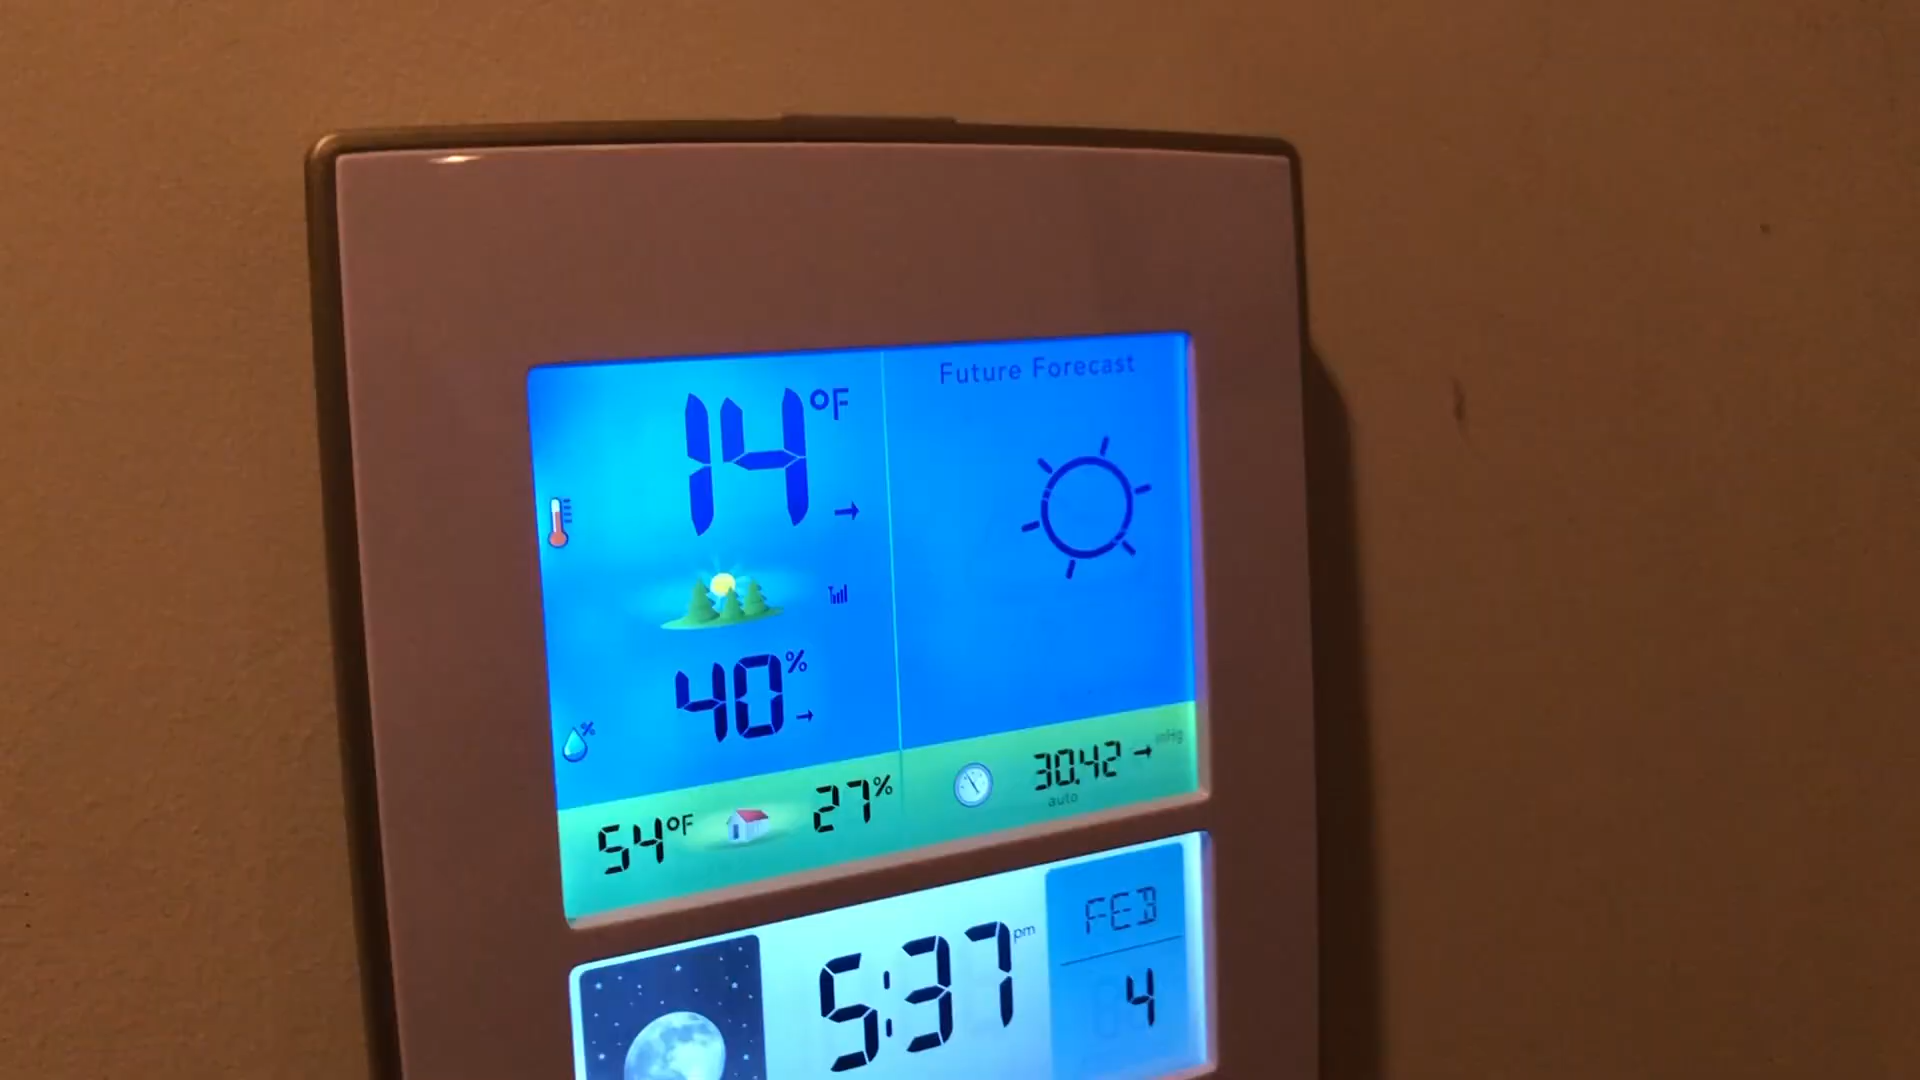 14 °F
Future Forecast
40 %
54 °F 27 %
30.42 inHg
auto
5:37 pm
FEB
4